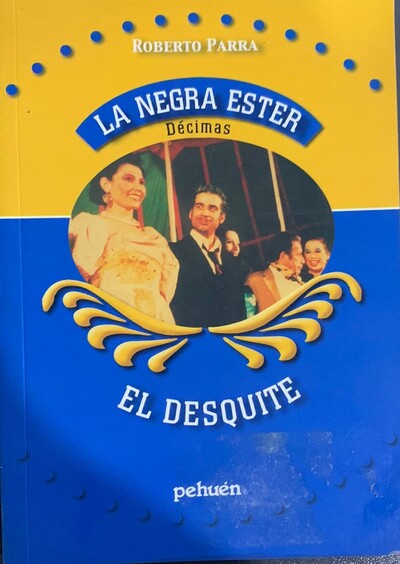 ROBERTO PARRA
LA NEGRA ESTER
Décimas
EL DESQUITE
pehuén